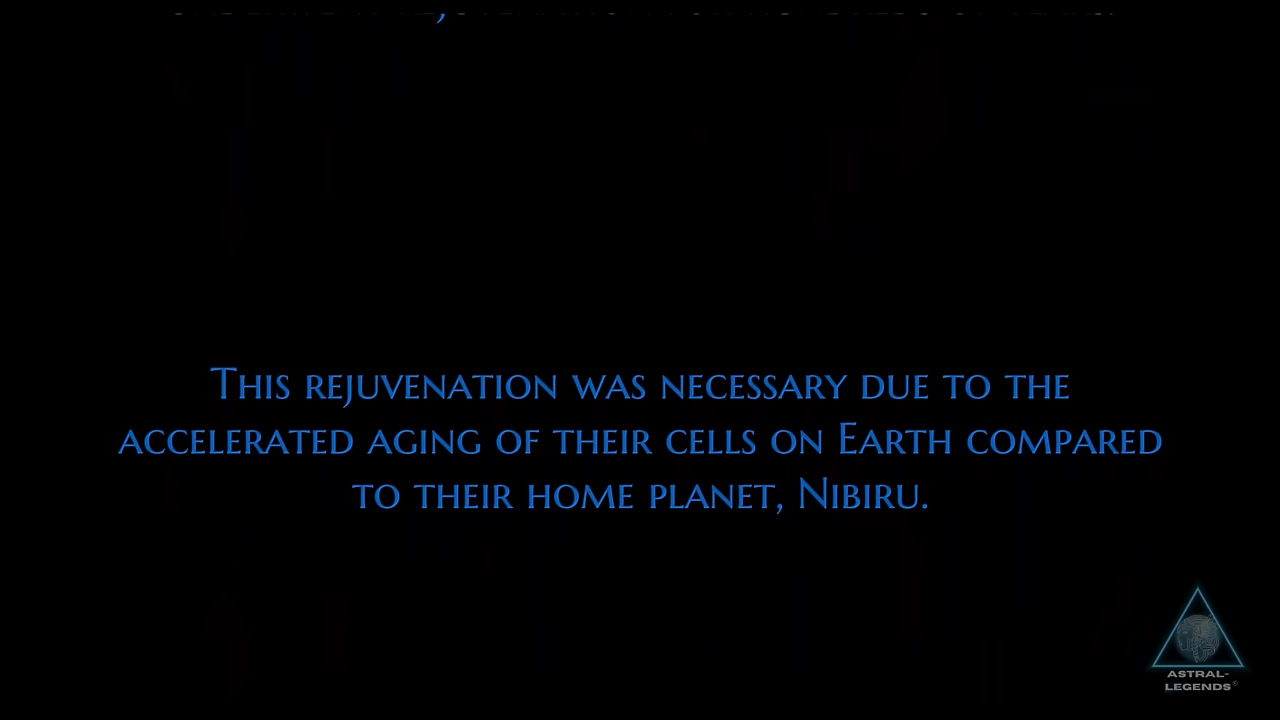 This rejuvenation was necessary due to the
accelerated aging of their cells on Earth compared
to their home planet, Nibiru.
ASTRAL-
LEGENDS®